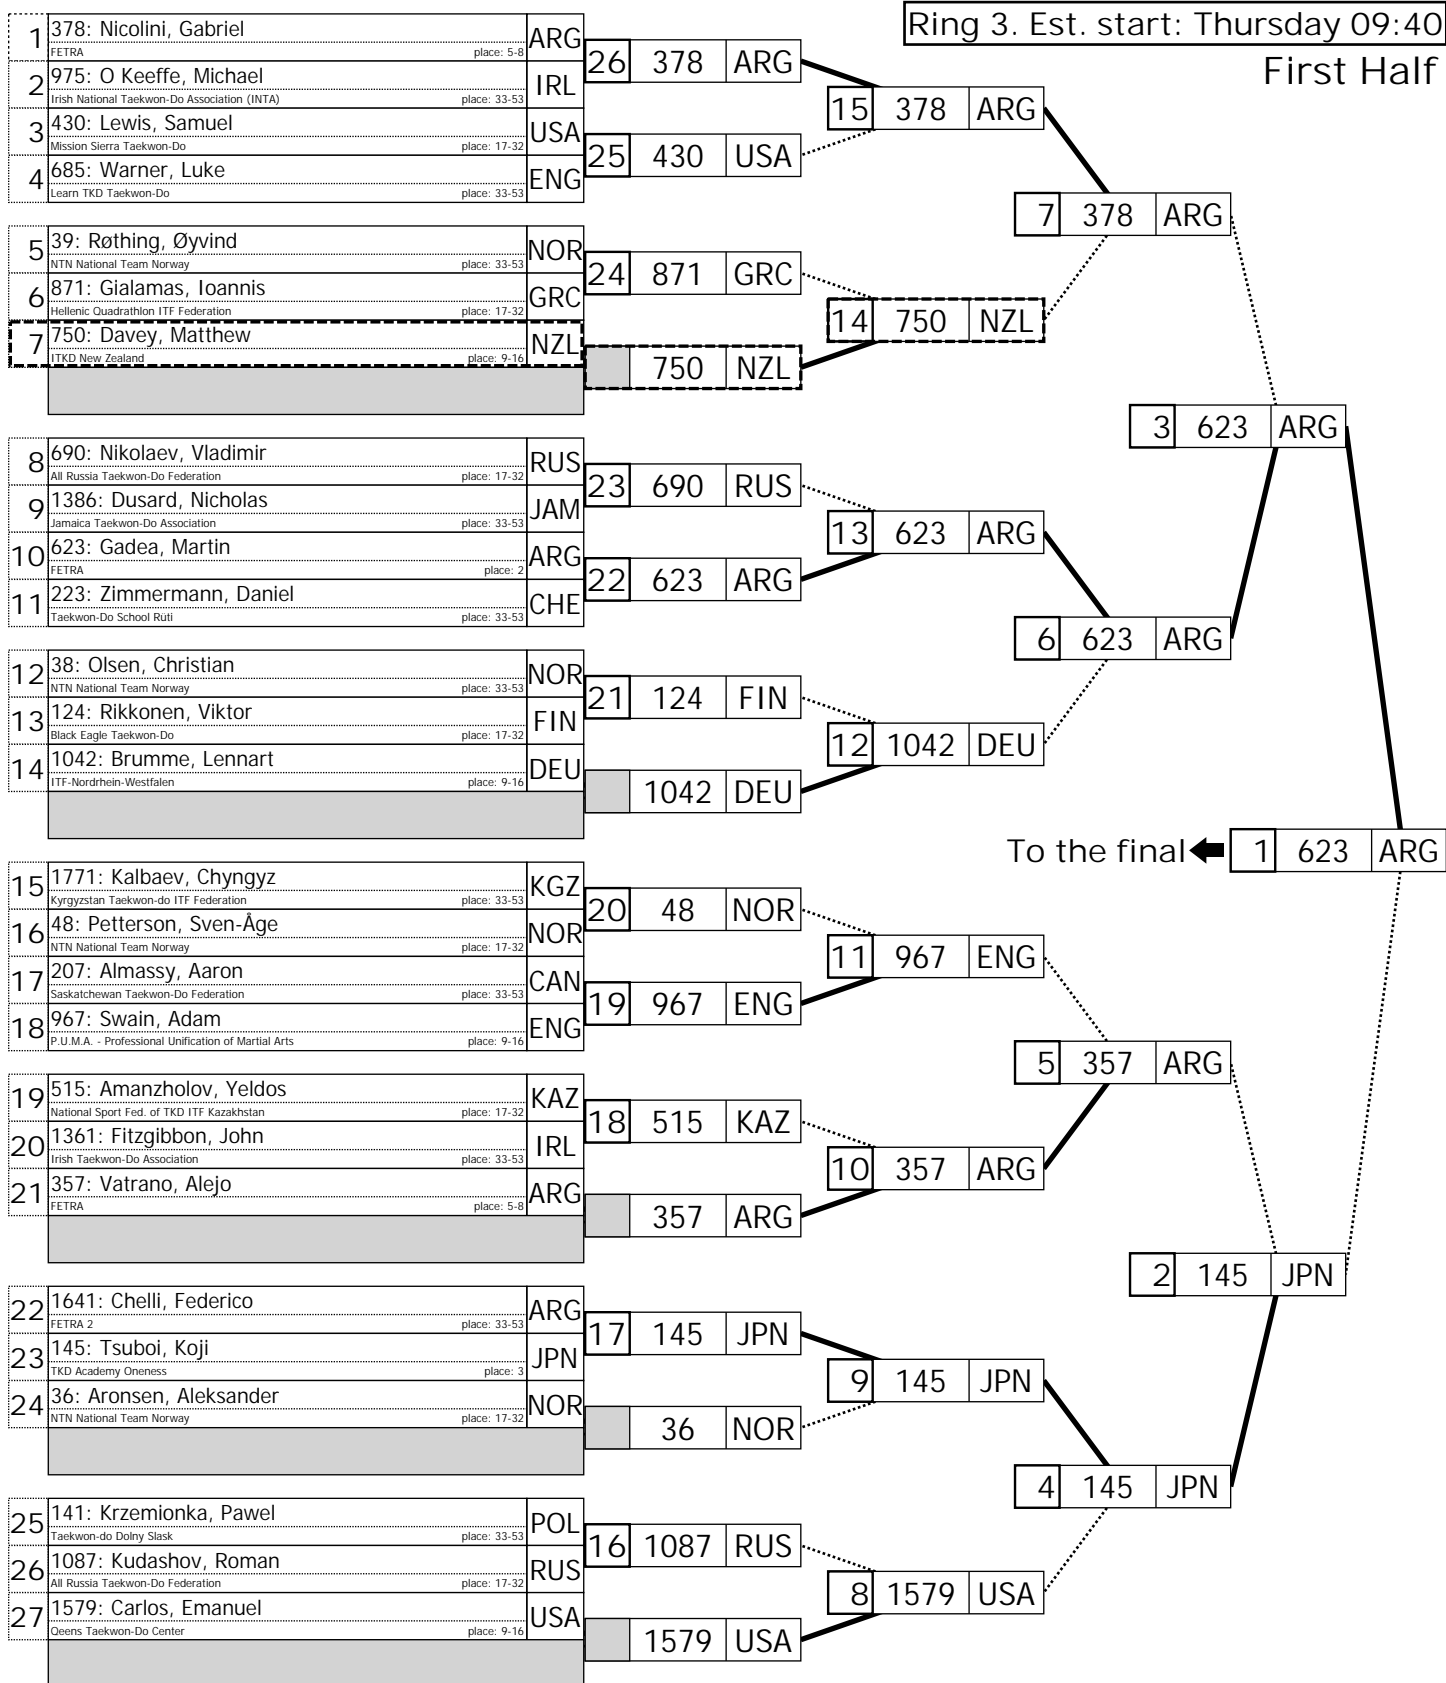 Ring 3. Est. start: Thursday 09:40
First Half
1 378: Nicolini, Gabriel ARG
FETRA place: 5-8
2 975: O Keeffe, Michael IRL
Irish National Taekwon-Do Association (INTA) place: 33-53
3 430: Lewis, Samuel USA
Mission Sierra Taekwon-Do place: 17-32
4 685: Warner, Luke ENG
Learn TKD Taekwon-Do place: 33-53
5 39: Røthing, Øyvind NOR
NTN National Team Norway place: 33-53
6 871: Gialamas, Ioannis GRC
Hellenic Quadrathlon ITF Federation place: 17-32
7 750: Davey, Matthew NZL
ITKD New Zealand place: 9-16
8 690: Nikolaev, Vladimir RUS
All Russia Taekwon-Do Federation place: 17-32
9 1386: Dusard, Nicholas JAM
Jamaica Taekwon-Do Association place: 33-53
10 623: Gadea, Martin ARG
FETRA place: 2
11 223: Zimmermann, Daniel CHE
Taekwon-Do School Rüti place: 33-53
12 38: Olsen, Christian NOR
NTN National Team Norway place: 33-53
13 124: Rikkonen, Viktor FIN
Black Eagle Taekwon-Do place: 17-32
14 1042: Brumme, Lennart DEU
ITF-Nordrhein-Westfalen place: 9-16
15 1771: Kalbaev, Chyngyz KGZ
Kyrgyzstan Taekwon-do ITF Federation place: 33-53
16 48: Petterson, Sven-Åge NOR
NTN National Team Norway place: 17-32
17 207: Almassy, Aaron CAN
Saskatchewan Taekwon-Do Federation place: 33-53
18 967: Swain, Adam ENG
P.U.M.A. - Professional Unification of Martial Arts place: 9-16
19 515: Amanzholov, Yeldos KAZ
National Sport Fed. of TKD ITF Kazakhstan place: 17-32
20 1361: Fitzgibbon, John IRL
Irish Taekwon-Do Association place: 33-53
21 357: Vatrano, Alejo ARG
FETRA place: 5-8
22 1641: Chelli, Federico ARG
FETRA 2 place: 33-53
23 145: Tsuboi, Koji JPN
TKD Academy Oneness place: 3
24 36: Aronsen, Aleksander NOR
NTN National Team Norway place: 17-32
25 141: Krzemionka, Pawel POL
Taekwon-do Dolny Slask place: 33-53
26 1087: Kudashov, Roman RUS
All Russia Taekwon-Do Federation place: 17-32
27 1579: Carlos, Emanuel USA
Qeens Taekwon-Do Center place: 9-16
26 378 ARG
25 430 USA
24 871 GRC
750 NZL
23 690 RUS
22 623 ARG
21 124 FIN
1042 DEU
20 48 NOR
19 967 ENG
18 515 KAZ
357 ARG
17 145 JPN
36 NOR
16 1087 RUS
1579 USA
15 378 ARG
14 750 NZL
13 623 ARG
12 1042 DEU
11 967 ENG
10 357 ARG
9 145 JPN
8 1579 USA
7 378 ARG
6 623 ARG
5 357 ARG
4 145 JPN
3 623 ARG
2 145 JPN
To the final 1 623 ARG